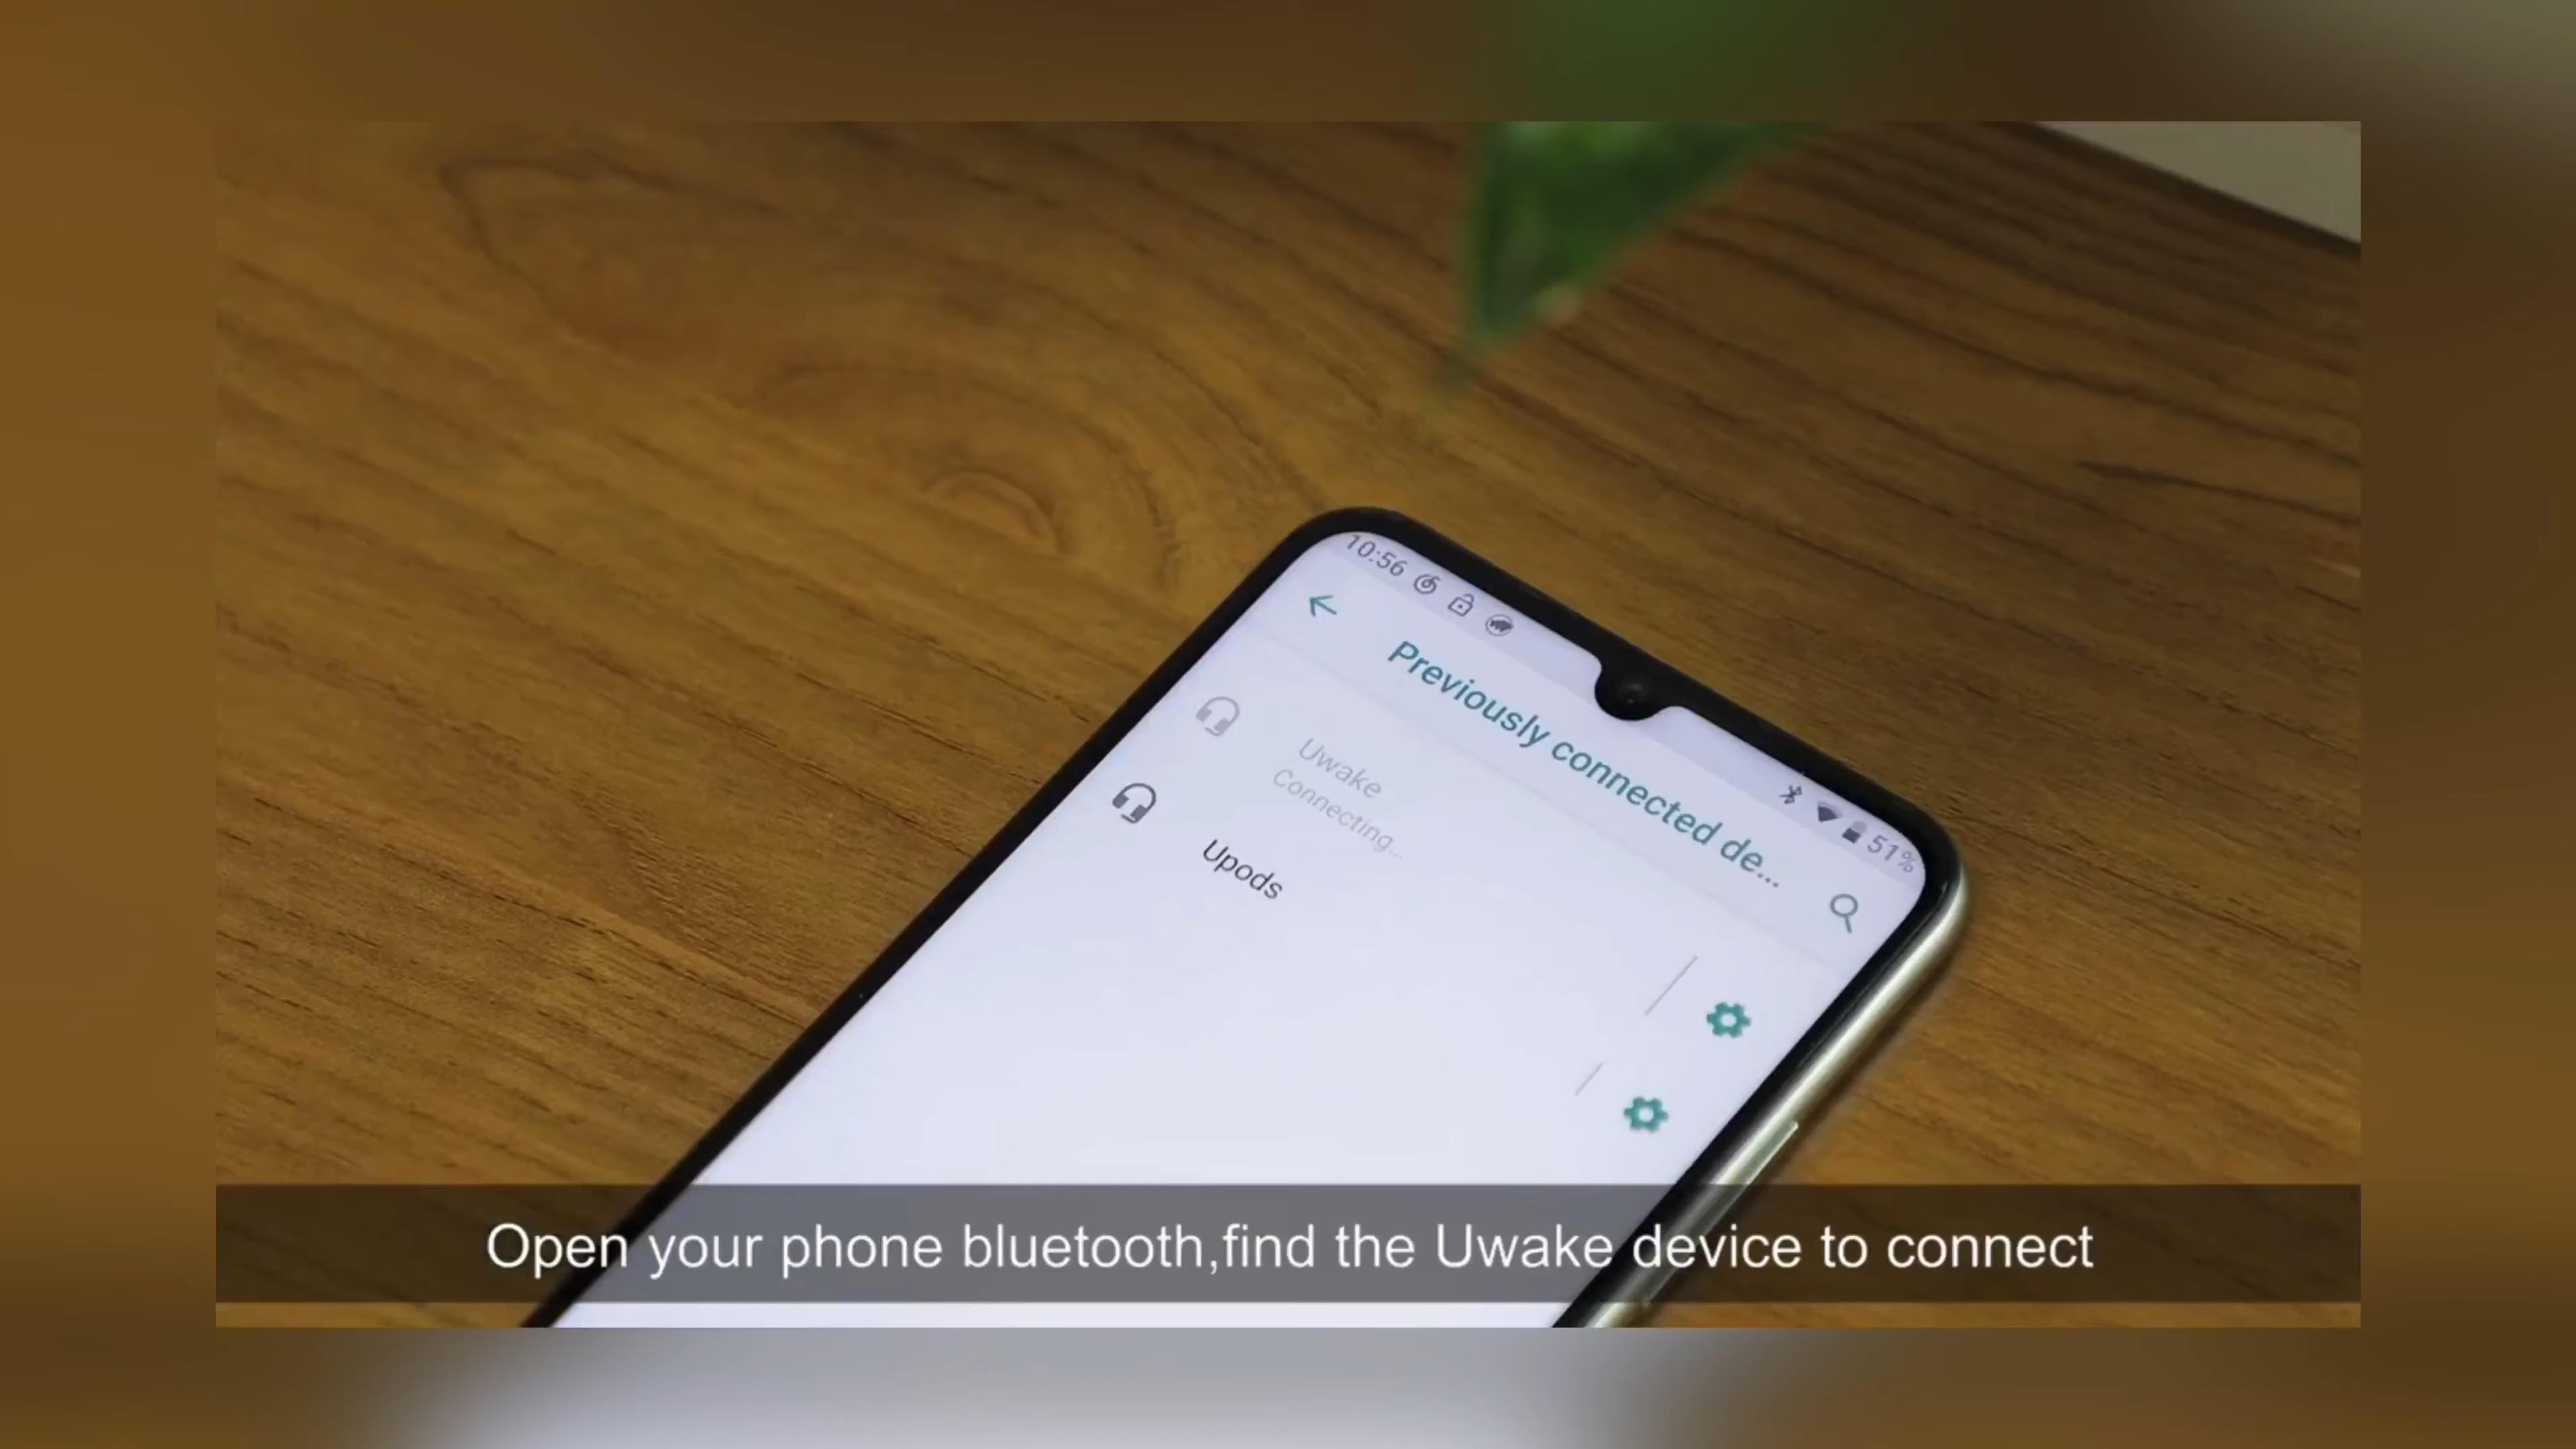 10:56
51%
Previously connected de...
Uwake
Connecting...
Upods
Open your phone bluetooth,find the Uwake device to connect